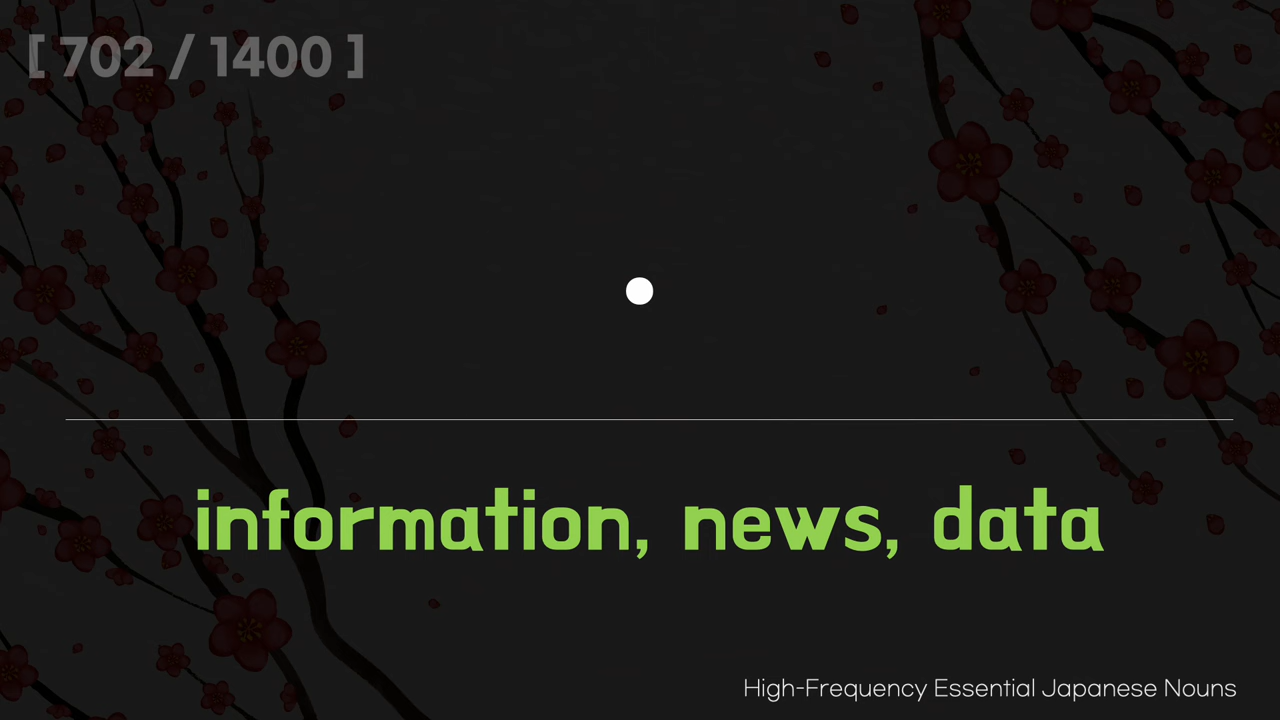 [ 702 / 1400 ]
information, news, data
High-Frequency Essential Japanese Nouns